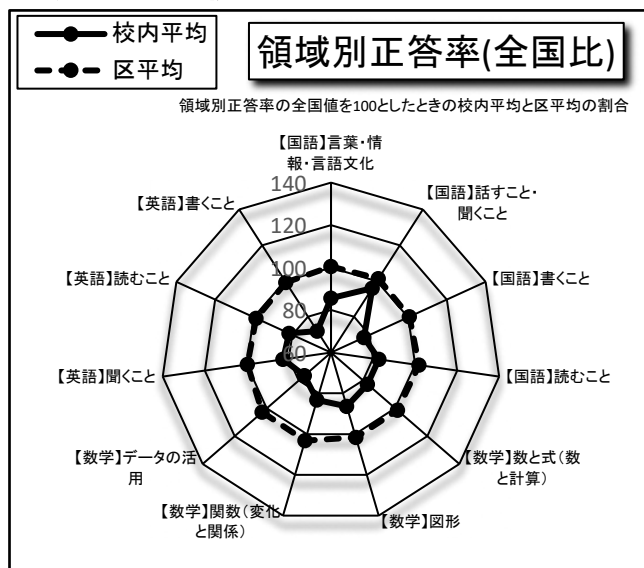 校内平均
区平均
領域別正答率(全国比)
領域別正答率の全国値を100としたときの校内平均と区平均の割合
【国語】言葉・情
報・言語文化
【国語】話すこと・
聞くこと
【国語】書くこと
【国語】読むこと
【数学】数と式(数
と計算)
【数学】図形
【数学】関数(変化
と関係)
【数学】データの活
用
【英語】聞くこと
【英語】読むこと
【英語】書くこと
140
120
100
80
60